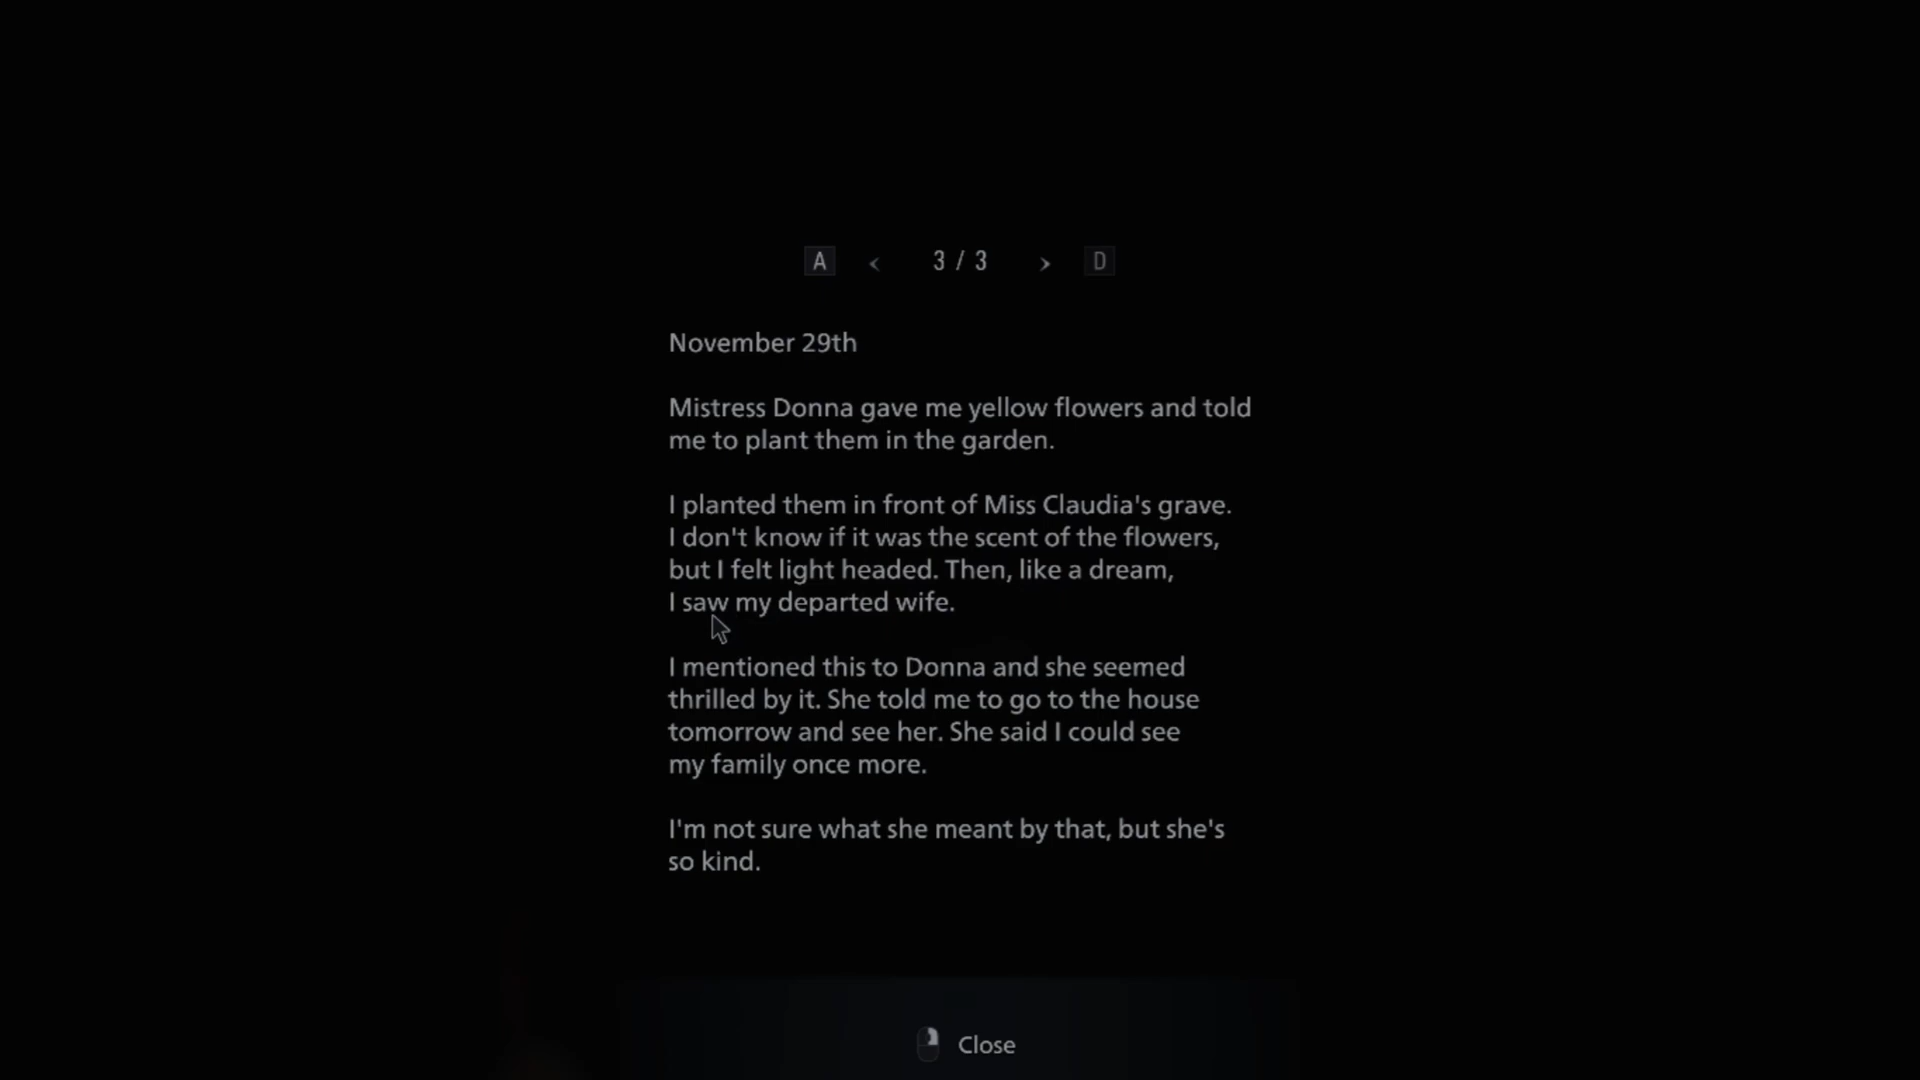 A < 3 / 3 > D
November 29th
Mistress Donna gave me yellow flowers and told
me to plant them in the garden.
I planted them in front of Miss Claudia's grave.
I don't know if it was the scent of the flowers,
but I felt light headed. Then, like a dream,
I saw my departed wife.
I mentioned this to Donna and she seemed
thrilled by it. She told me to go to the house
tomorrow and see her. She said I could see
my family once more.
I'm not sure what she meant by that, but she's
so kind.
Close